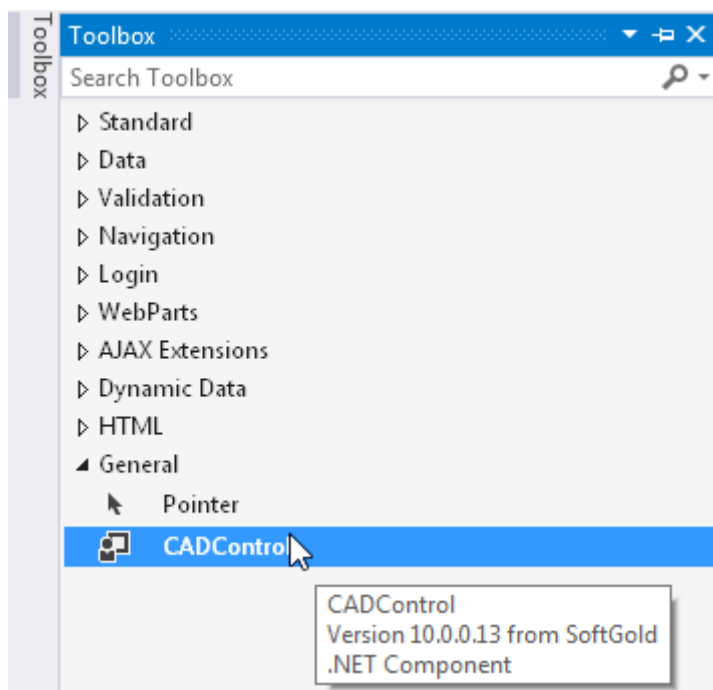 Toolbox
Toolbox
Search Toolbox
Standard
Data
Validation
Navigation
Login
WebParts
AJAX Extensions
Dynamic Data
HTML
General
Pointer
CADControl
CADControl
Version 10.0.0.13 from SoftGold
.NET Component